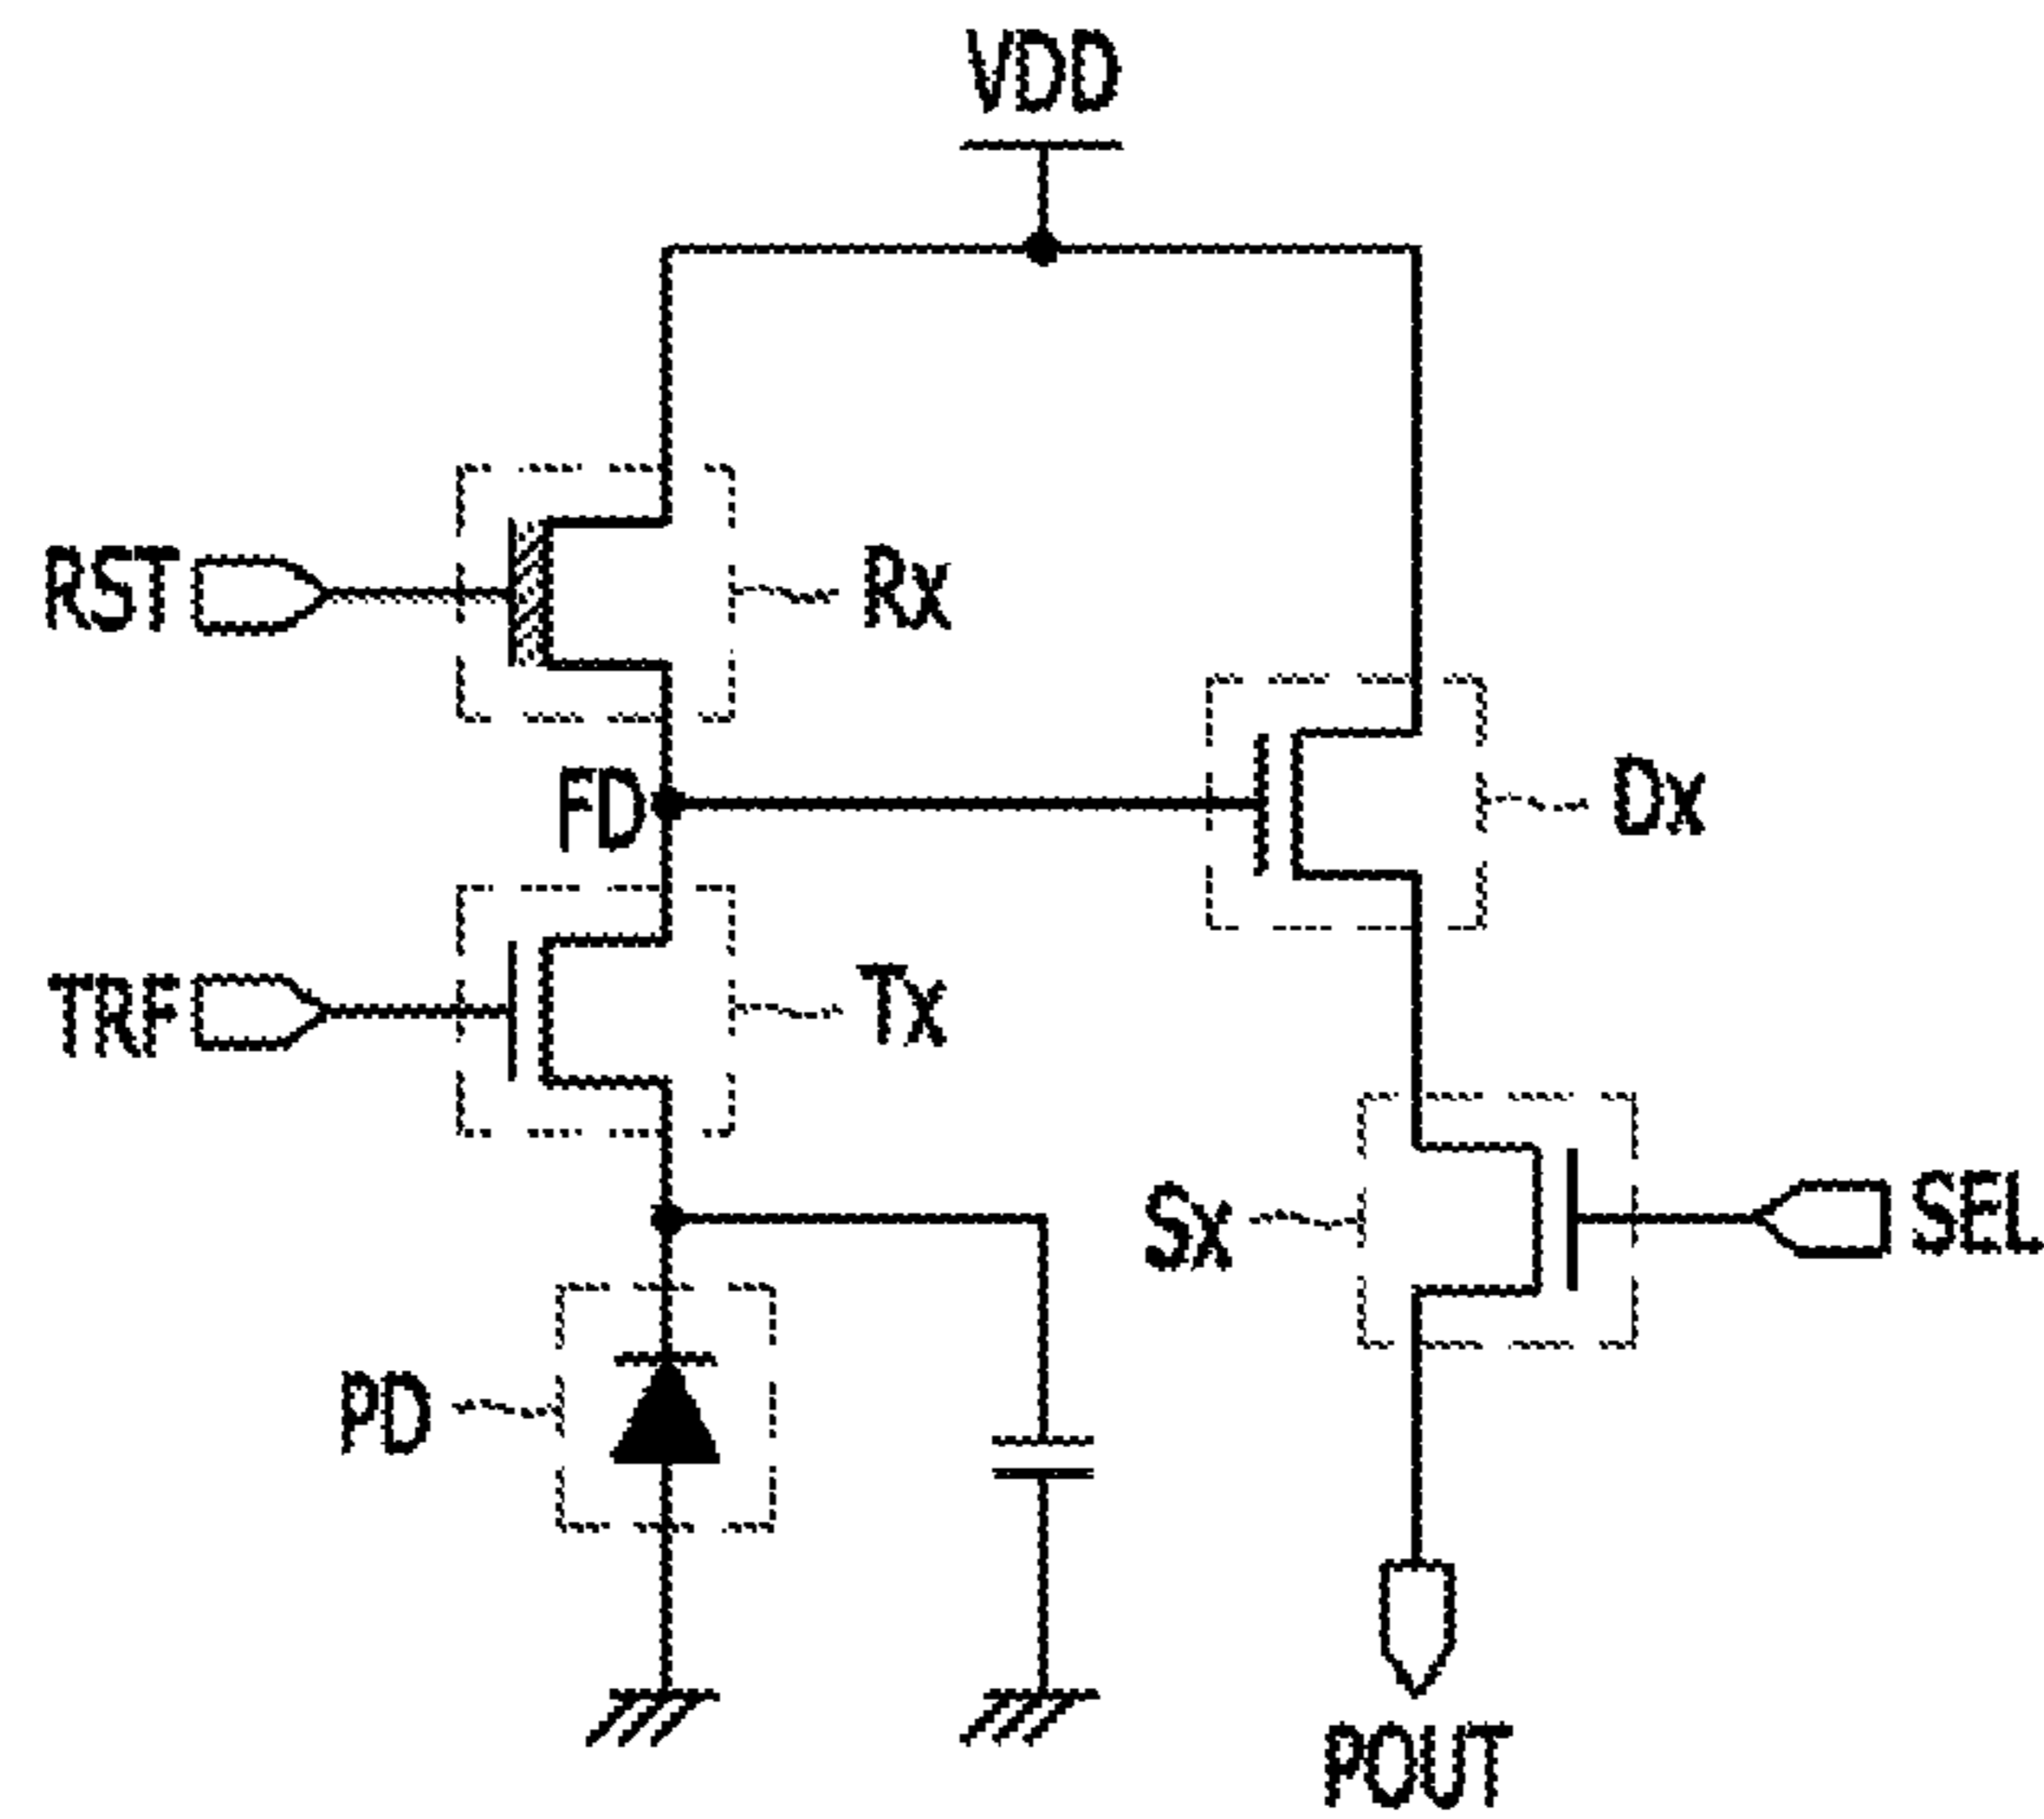 VDD
RST
Rx
FD
Dx
TRF
Tx
Sx
SEL
PD
POUT